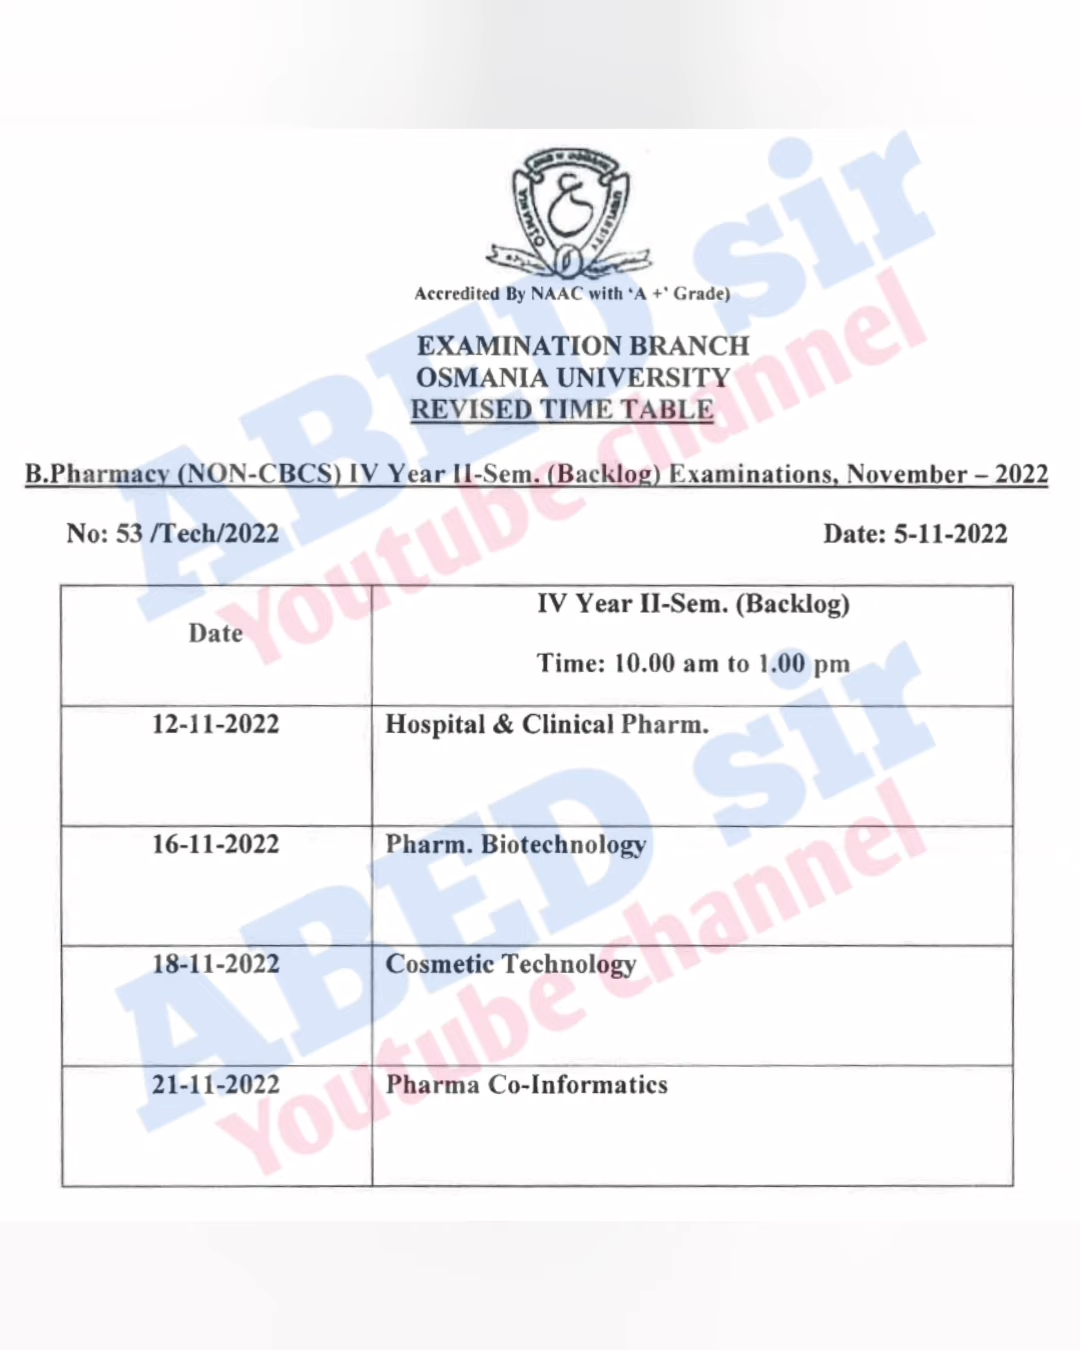 OSMANIA UNIVERSITY
Accredited By NAAC with ‘A +’ Grade)
EXAMINATION BRANCH
OSMANIA UNIVERSITY
REVISED TIME TABLE
B.Pharmacy (NON-CBCS) IV Year II-Sem. (Backlog) Examinations, November – 2022
No: 53 /Tech/2022 Date: 5-11-2022
Date
IV Year II-Sem. (Backlog)
Time: 10.00 am to 1.00 pm
12-11-2022 Hospital & Clinical Pharm.
16-11-2022 Pharm. Biotechnology
18-11-2022 Cosmetic Technology
21-11-2022 Pharma Co-Informatics
ABED sir
Youtube channel
ABED sir
Youtube channel